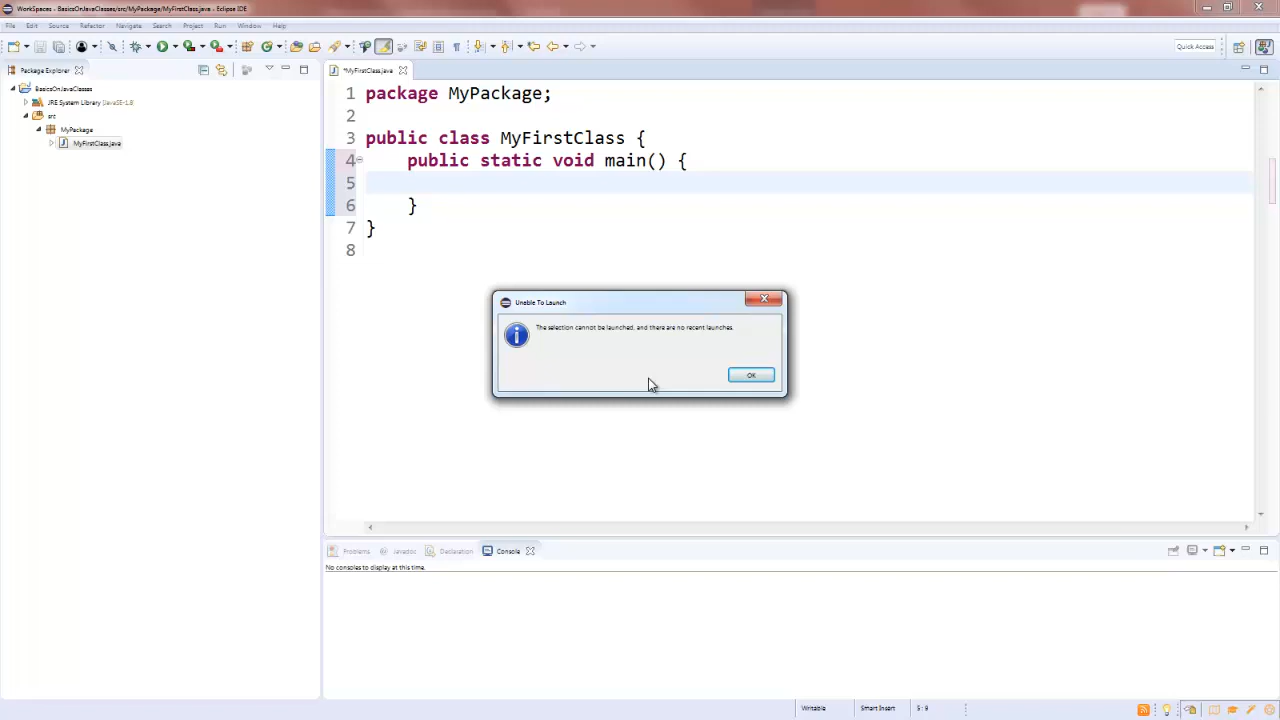 WorkSpaces - BasicsOnJavaClasses/src/MyPackage/MyFirstClass.java - Eclipse IDE
File Edit Source Refactor Navigate Search Project Run Window Help
Quick Access
Package Explorer
*MyFirstClass.java
BasicsOnJavaClasses
JRE System Library [JavaSE-1.8]
src
MyPackage
MyFirstClass.java
1 package MyPackage;
2
3 public class MyFirstClass {
4 public static void main() {
5
6 }
7 }
8
Unable To Launch
The selection cannot be launched, and there are no recent launches.
OK
Problems @ Javadoc Declaration Console
No consoles to display at this time.
Writable Smart Insert 5 : 9